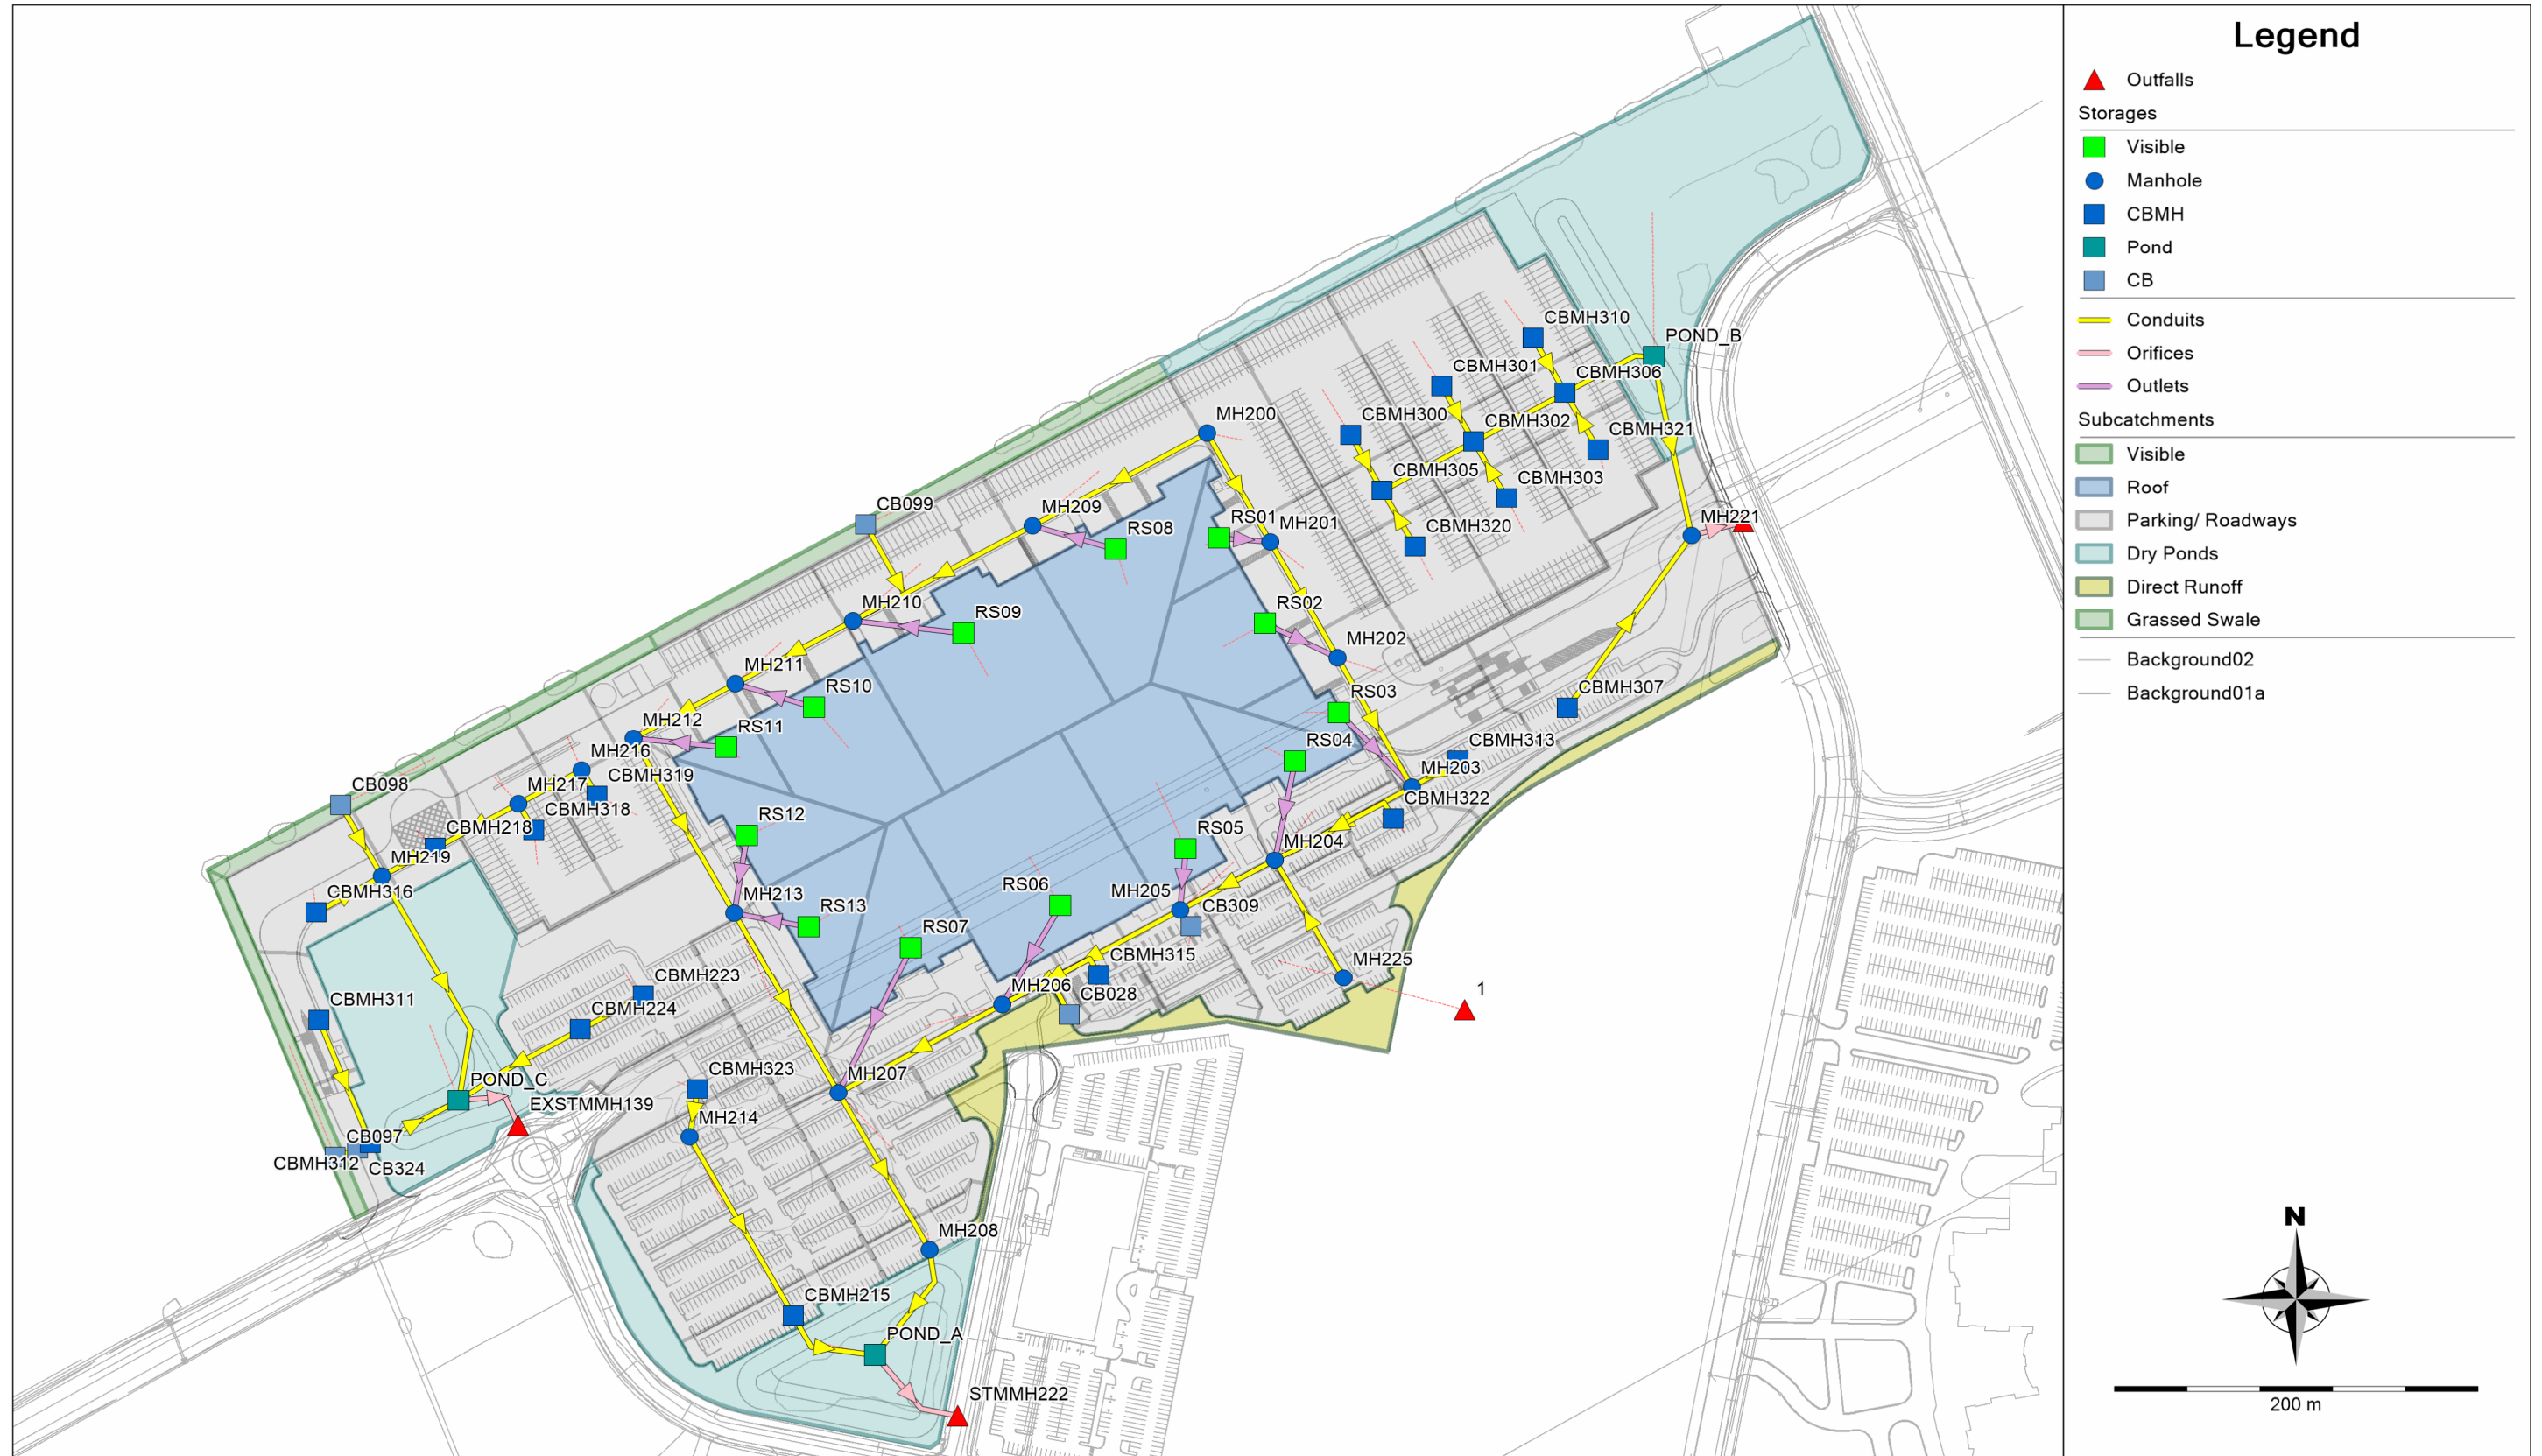 Legend
Outfalls
Storages
Visible
Manhole
CBMH
Pond
CB
Conduits
Orifices
Outlets
Subcatchments
Visible
Roof
Parking/ Roadways
Dry Ponds
Direct Runoff
Grassed Swale
Background02
Background01a
N
200 m
CBMH310
POND_B
CBMH301
CBMH306
MH200
CBMH300
CBMH302
CBMH321
CBMH305
CBMH303
CB099
MH209
RS08
RS01
MH201
CBMH320
MH221
MH210
RS09
RS02
MH202
MH211
RS10
RS03
CBMH307
MH212
RS11
RS04
CBMH313
MH216
MH203
CB098
MH217
CBMH319
CBMH322
CBMH218
CBMH318
RS12
RS05
MH204
MH219
CBMH316
RS06
MH205
CB309
MH213
RS13
RS07
CBMH315
MH225
CBMH223
MH206
CB028
1
CBMH311
CBMH224
POND_C
CBMH323
MH207
EXSTMMH139
MH214
CB097
CBMH312
CB324
MH208
CBMH215
POND_A
STMMH222